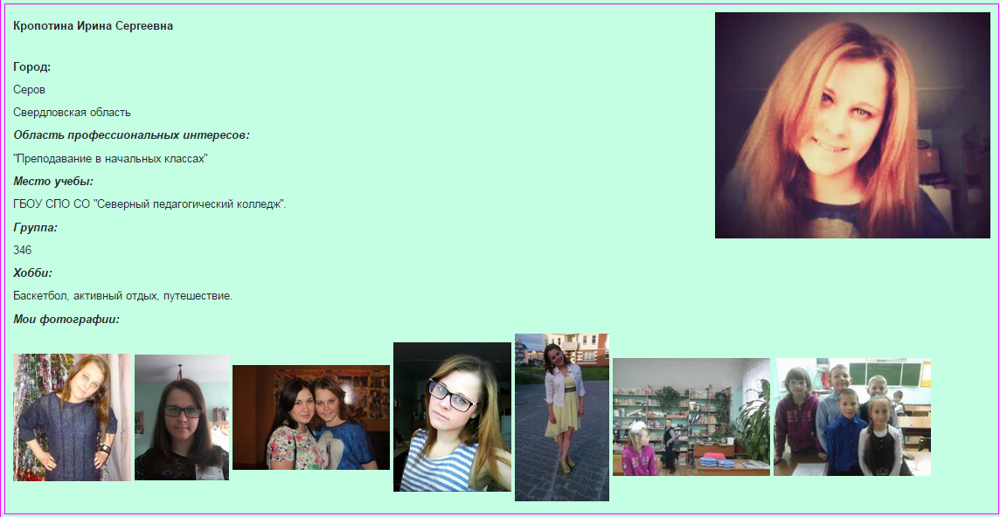 Кропотина Ирина Сергеевна
Город:
Серов
Свердловская область
Область профессиональных интересов:
"Преподавание в начальных классах"
Место учебы:
ГБОУ СПО СО "Северный педагогический колледж".
Группа:
346
Хобби:
Баскетбол, активный отдых, путешествие.
Мои фотографии: